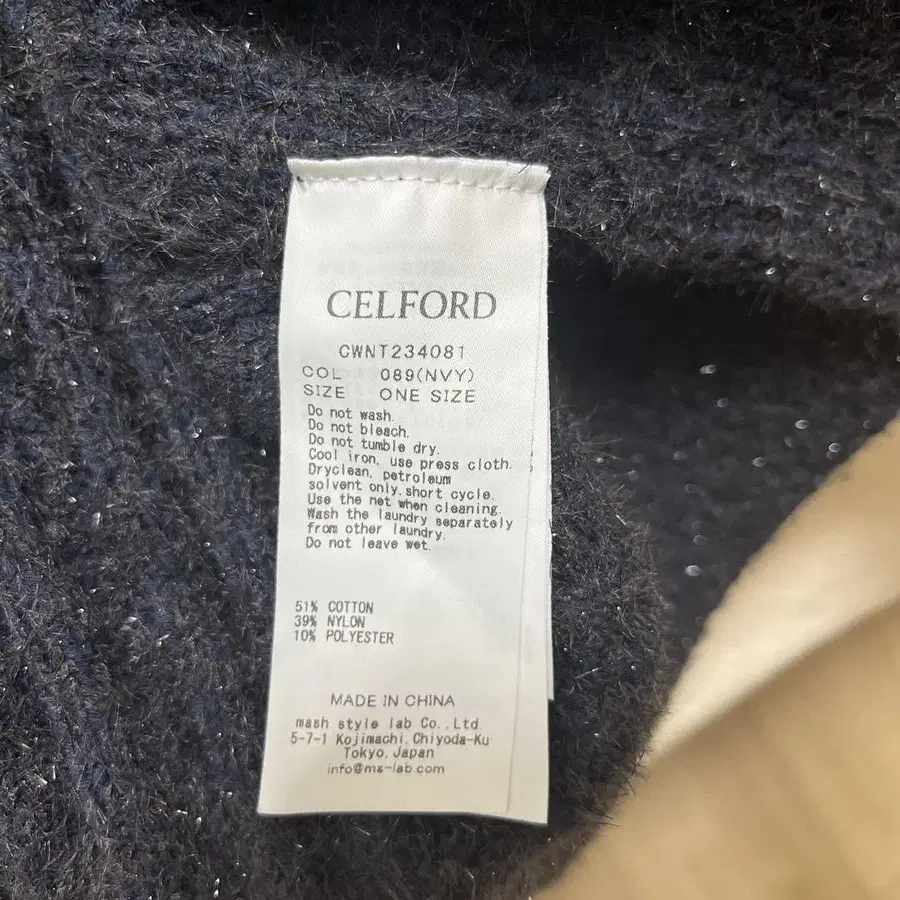 CELFORD
CWNT234081
COL 089(NVY)
SIZE ONE SIZE
Do not wash.
Do not bleach.
Do not tumble dry.
Cool iron, use press cloth.
Dryclean, petroleum
solvent only.short cycle.
Use the net when cleaning.
Wash the laundry separately
from other laundry.
Do not leave wet.
51% COTTON
39% NYLON
10% POLYESTER
MADE IN CHINA
mash style lab Co.,Ltd.
5-7-1 Kojimachi,Chiyoda-Ku
Tokyo,Japan
info@ms-lab.com